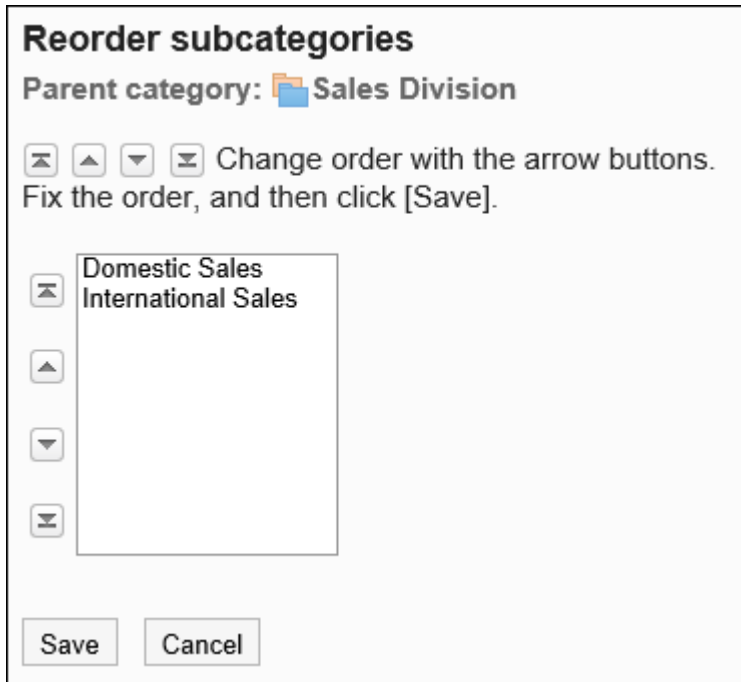 Reorder subcategories
Parent category: Sales Division
Change order with the arrow buttons.
Fix the order, and then click [Save].
Domestic Sales
International Sales
Save Cancel